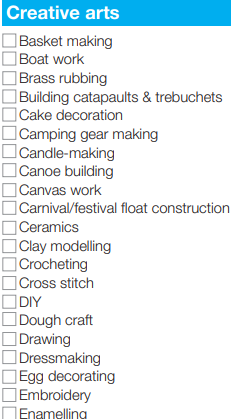 Creative arts
Basket making
Boat work
Brass rubbing
Building catapaults & trebuchets
Cake decoration
Camping gear making
Candle-making
Canoe building
Canvas work
Carnival/festival float construction
Ceramics
Clay modelling
Crocheting
Cross stitch
DIY
Dough craft
Drawing
Dressmaking
Egg decorating
Embroidery
Enamelling